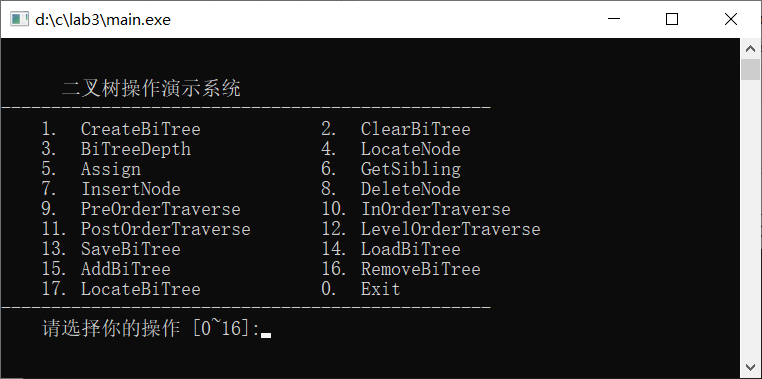 d:\c\lab3\main.exe
二叉树操作演示系统
-------------------------------------------------
1. CreateBiTree 2. ClearBiTree
3. BiTreeDepth 4. LocateNode
5. Assign 6. GetSibling
7. InsertNode 8. DeleteNode
9. PreOrderTraverse 10. InOrderTraverse
11. PostOrderTraverse 12. LevelOrderTraverse
13. SaveBiTree 14. LoadBiTree
15. AddBiTree 16. RemoveBiTree
17. LocateBiTree 0. Exit
-------------------------------------------------
请选择你的操作 [0~16]: